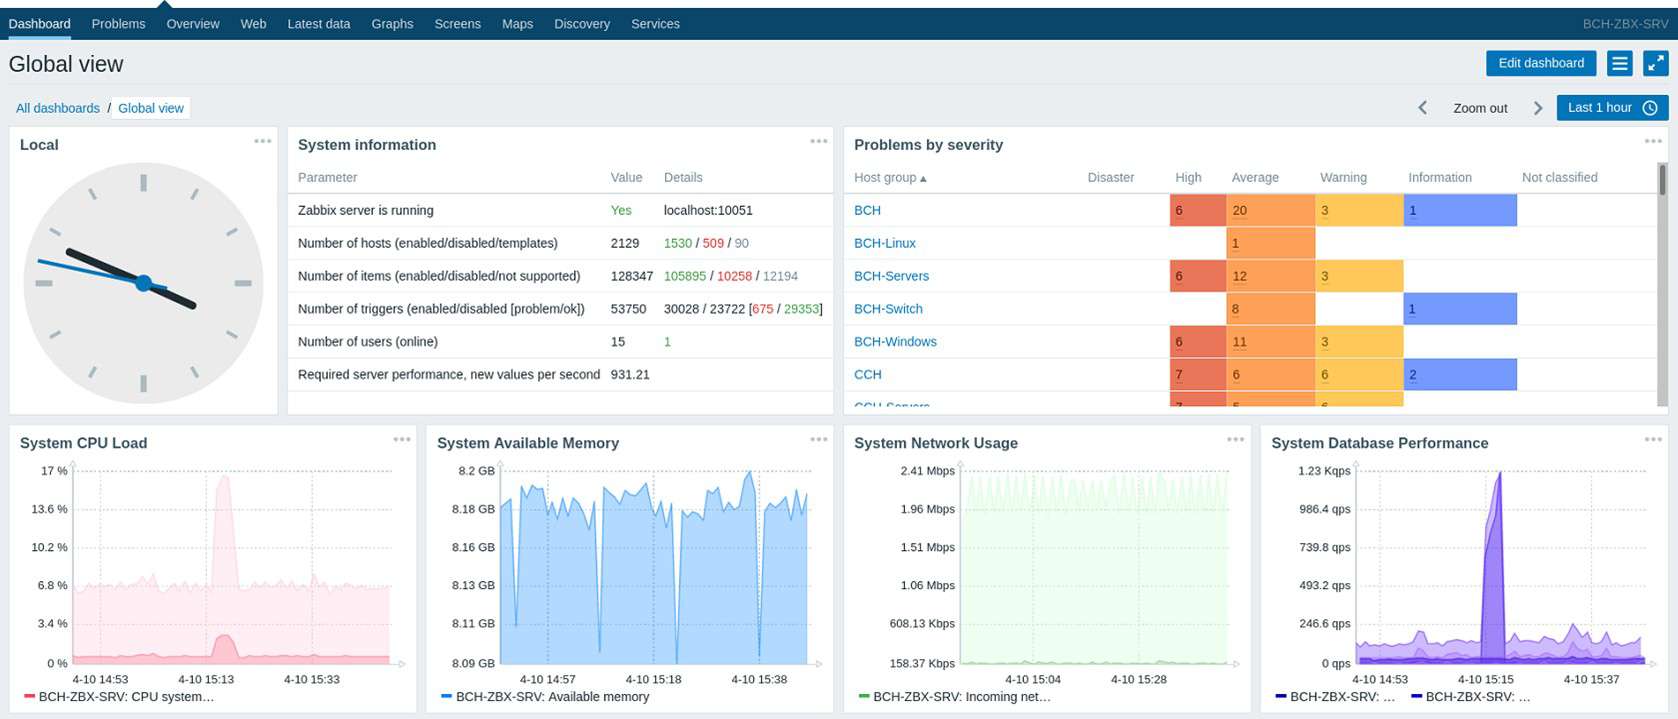 Dashboard Problems Overview Web Latest data Graphs Screens Maps Discovery Services BCH-ZBX-SRV
Global view Edit dashboard
All dashboards / Global view Zoom out Last 1 hour
Local
System information
Parameter Value Details
Zabbix server is running Yes localhost:10051
Number of hosts (enabled/disabled/templates) 2129 1530 / 509 / 90
Number of items (enabled/disabled/not supported) 128347 105895 / 10258 / 12194
Number of triggers (enabled/disabled [problem/ok]) 53750 30028 / 23722 [675 / 29353]
Number of users (online) 15 1
Required server performance, new values per second 931.21
Problems by severity
Host group Disaster High Average Warning Information Not classified
BCH 6 20 3 1
BCH-Linux 1
BCH-Servers 6 12 3
BCH-Switch 8 1
BCH-Windows 6 11 3
CCH 7 6 6 2
CCH-Servers 7 5 6
System CPU Load
17 %
13.6 %
10.2 %
6.8 %
3.4 %
0 %
4-10 14:53 4-10 15:13 4-10 15:33
BCH-ZBX-SRV: CPU system...
System Available Memory
8.2 GB
8.18 GB
8.16 GB
8.13 GB
8.11 GB
8.09 GB
4-10 14:57 4-10 15:18 4-10 15:38
BCH-ZBX-SRV: Available memory
System Network Usage
2.41 Mbps
1.96 Mbps
1.51 Mbps
1.06 Mbps
608.13 Kbps
158.37 Kbps
4-10 15:04 4-10 15:28
BCH-ZBX-SRV: Incoming net...
System Database Performance
1.23 Kqps
986.4 qps
739.8 qps
493.2 qps
246.6 qps
0 qps
4-10 14:53 4-10 15:15 4-10 15:37
BCH-ZBX-SRV: ... BCH-ZBX-SRV: ...